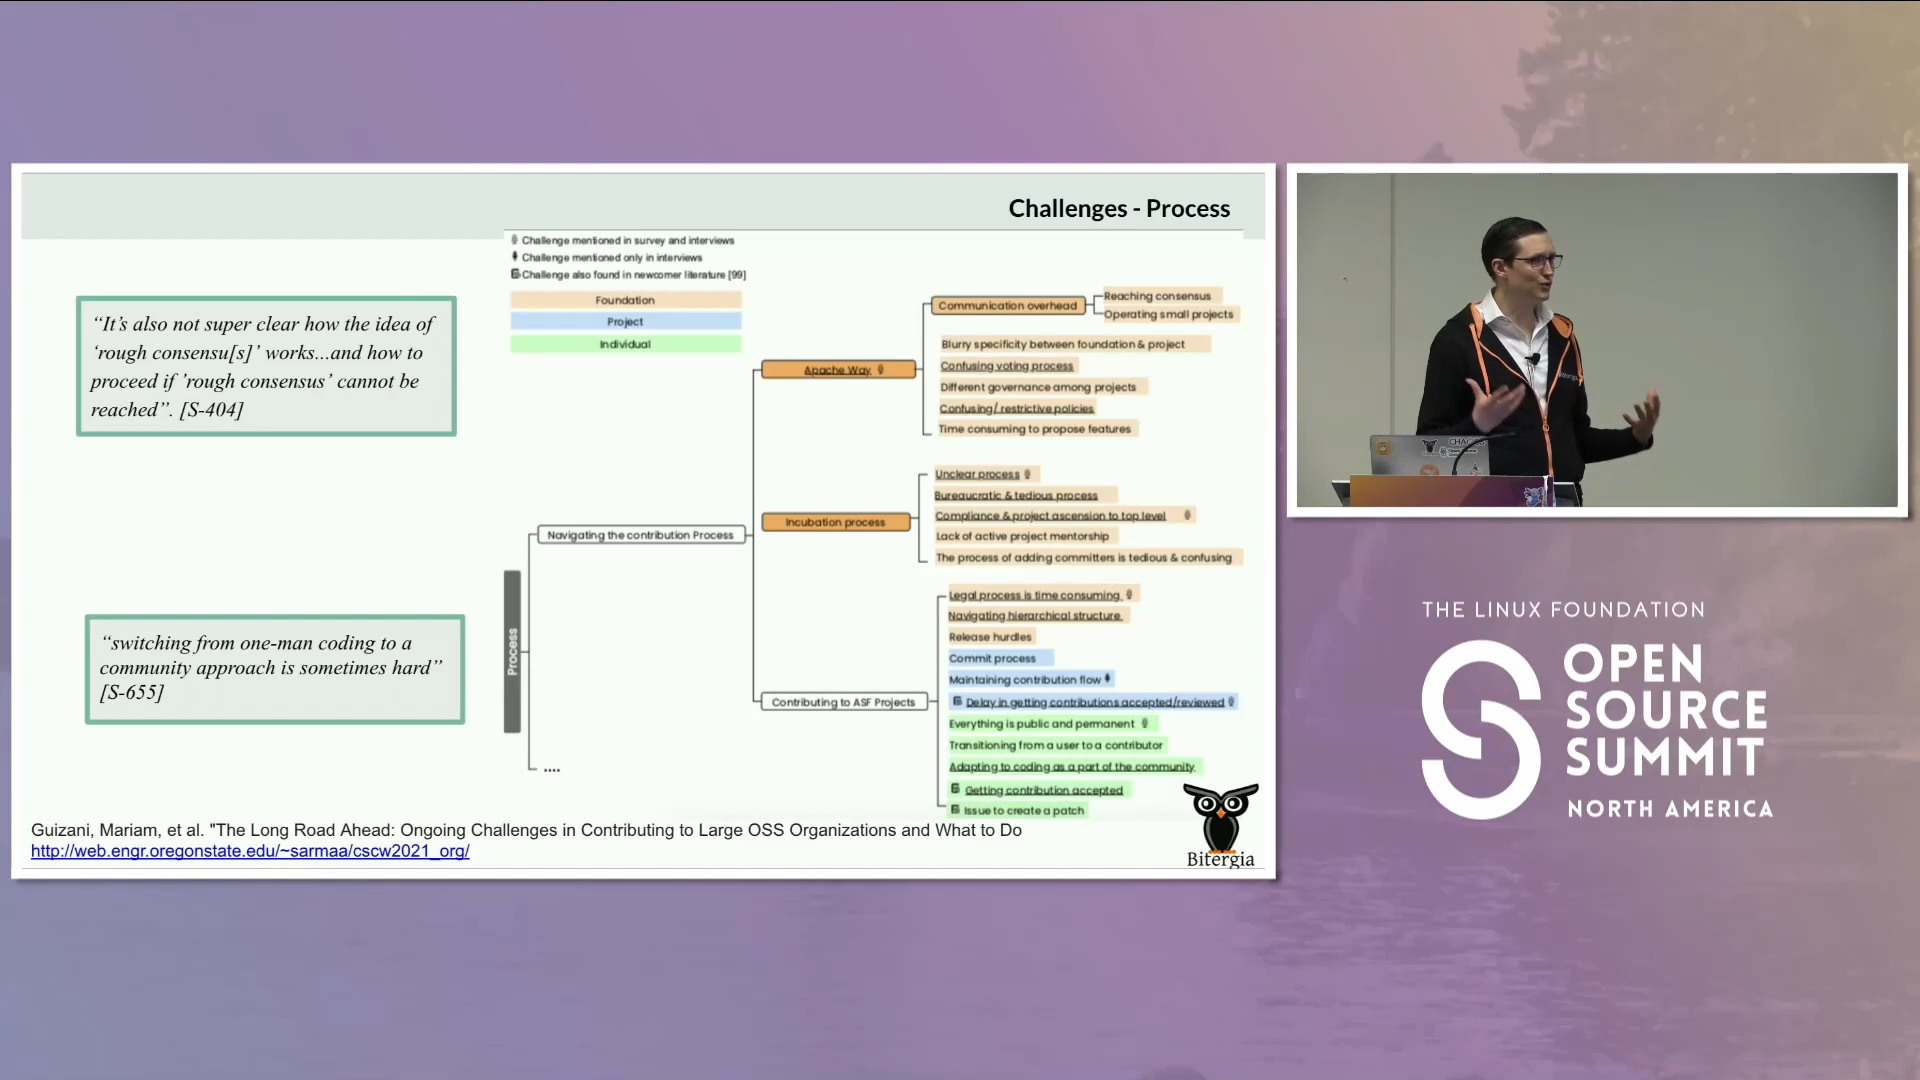 Challenges - Process
Challenge mentioned in survey and interviews
Challenge mentioned only in interviews
Challenge also found in newcomer literature [99]
Foundation
Project
Individual
“It’s also not super clear how the idea of
‘rough consensu[s]’ works...and how to
proceed if ’rough consensus’ cannot be
reached”. [S-404]
“switching from one-man coding to a
community approach is sometimes hard”
[S-655]
Process
Navigating the contribution Process
....
Apache Way
Communication overhead
Reaching consensus
Operating small projects
Blurry specificity between foundation & project
Confusing voting process
Different governance among projects
Confusing/ restrictive policies
Time consuming to propose features
Incubation process
Unclear process
Bureaucratic & tedious process
Compliance & project ascension to top level
Lack of active project mentorship
The process of adding committers is tedious & confusing
Contributing to ASF Projects
Legal process is time consuming
Navigating hierarchical structure
Release hurdles
Commit process
Maintaining contribution flow
Delay in getting contributions accepted/reviewed
Everything is public and permanent
Transitioning from a user to a contributor
Adapting to coding as a part of the community
Getting contribution accepted
Issue to create a patch
Guizani, Mariam, et al. "The Long Road Ahead: Ongoing Challenges in Contributing to Large OSS Organizations and What to Do
http://web.engr.oregonstate.edu/~sarmaa/cscw2021_org/
Bitergia
THE LINUX FOUNDATION
OPEN
SOURCE
SUMMIT
NORTH AMERICA